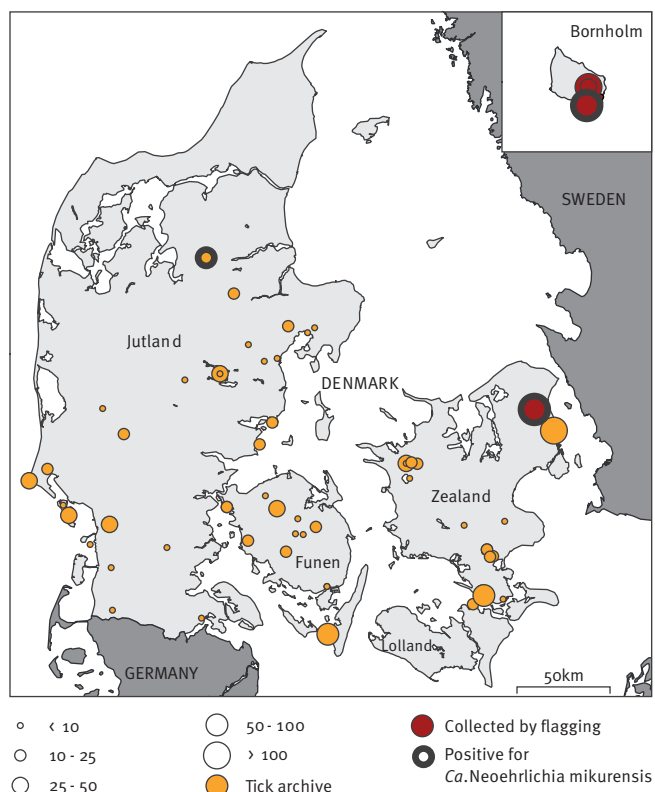 Bornholm
SWEDEN
Jutland
DENMARK
Zealand
Funen
Lolland
GERMANY
50km
< 10
10 - 25
25 - 50
50 - 100
> 100
Tick archive
Collected by flagging
Positive for
Ca.Neoehrlichia mikurensis